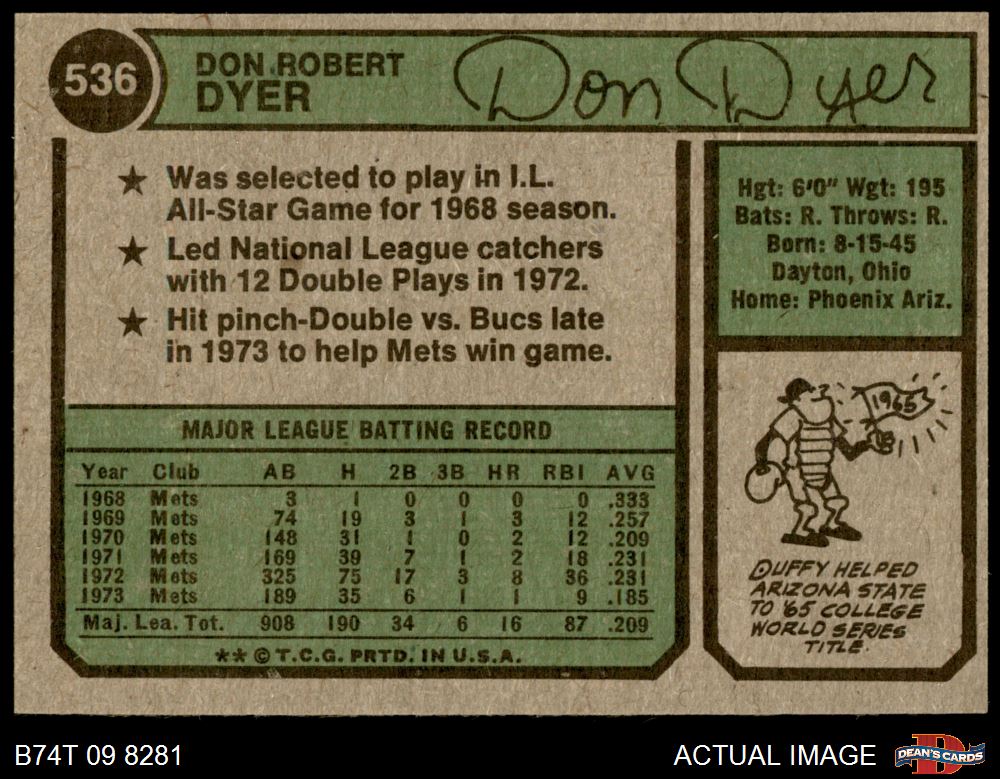 536
DON ROBERT
DYER
Don Dyer
★ Was selected to play in I.L.
All-Star Game for 1968 season.
★ Led National League catchers
with 12 Double Plays in 1972.
★ Hit pinch-Double vs. Bucs late
in 1973 to help Mets win game.
Hgt: 6'0" Wgt: 195
Bats: R. Throws: R.
Born: 8-15-45
Dayton, Ohio
Home: Phoenix Ariz.
MAJOR LEAGUE BATTING RECORD
Year Club AB H 2B 3B HR RBI AVG
1968 Mets 3 1 0 0 0 0 .333
1969 Mets 74 19 3 1 3 12 .257
1970 Mets 148 31 1 0 2 12 .209
1971 Mets 169 39 7 1 2 18 .231
1972 Mets 325 75 17 3 8 36 .231
1973 Mets 189 35 6 1 1 9 .185
Maj. Lea. Tot. 908 190 34 6 16 87 .209
** © T.C.G. PRTD. IN U.S.A.
1965
DUFFY HELPED
ARIZONA STATE
TO '65 COLLEGE
WORLD SERIES
TITLE.
B74T 09 8281
ACTUAL IMAGE
DEAN'S CARDS